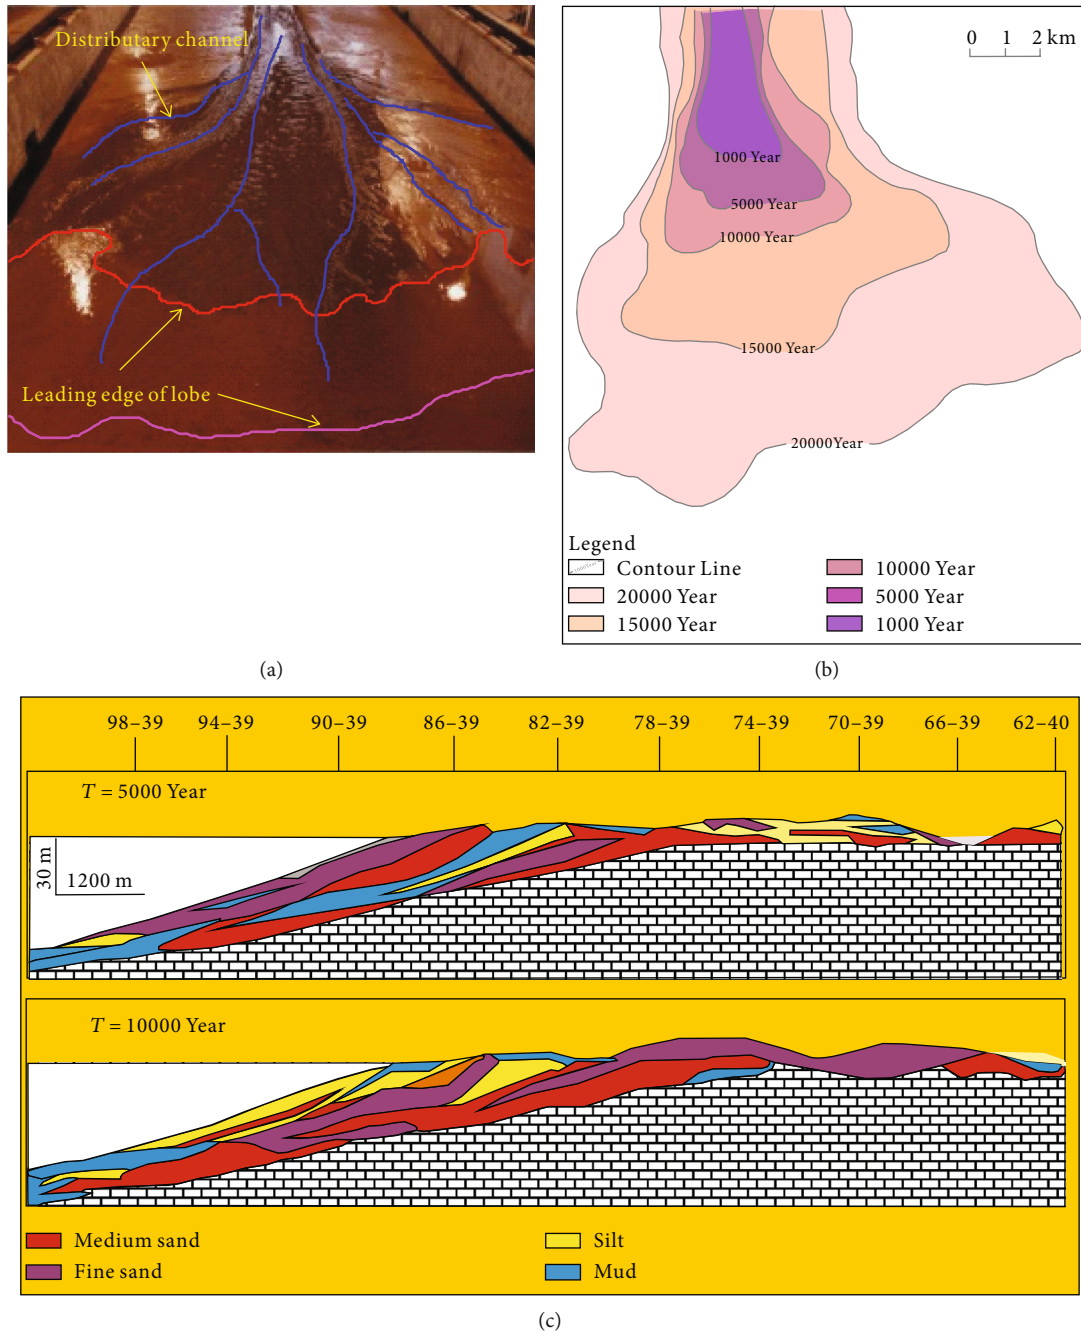 Distributary channel
Leading edge of lobe
(a)
0 1 2 km
1000 Year
5000 Year
10000 Year
15000 Year
20000Year
Legend
Contour Line
20000 Year
15000 Year
10000 Year
5000 Year
1000 Year
(b)
98–39 94–39 90–39 86–39 82–39 78–39 74–39 70–39 66–39 62–40
T = 5000 Year
30 m
1200 m
T = 10000 Year
Medium sand
Fine sand
Silt
Mud
(c)